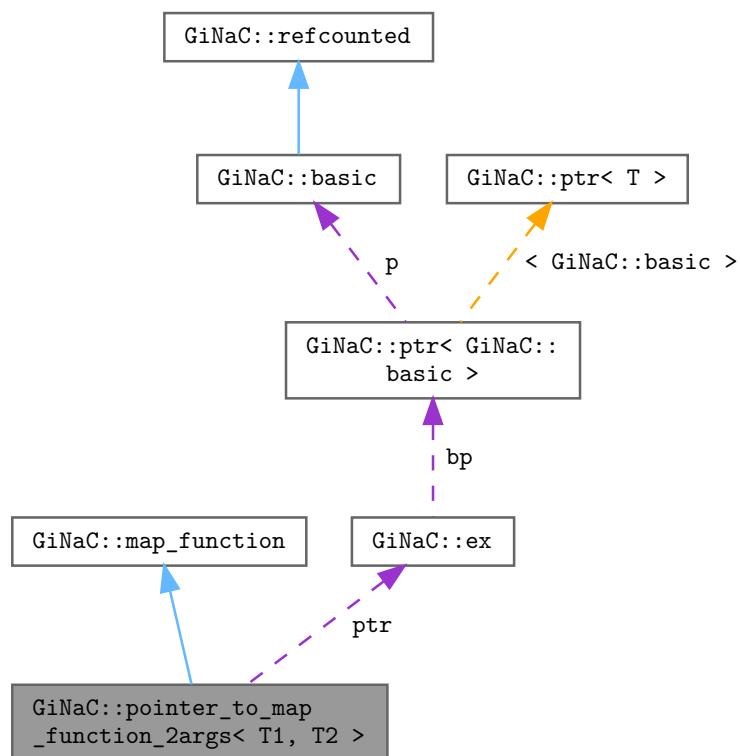 GiNaC::refcounted
GiNaC::basic
GiNaC::ptr< T >
p
< GiNaC::basic >
GiNaC::ptr< GiNaC::
basic >
bp
GiNaC::map_function
GiNaC::ex
ptr
GiNaC::pointer_to_map
_function_2args< T1, T2 >